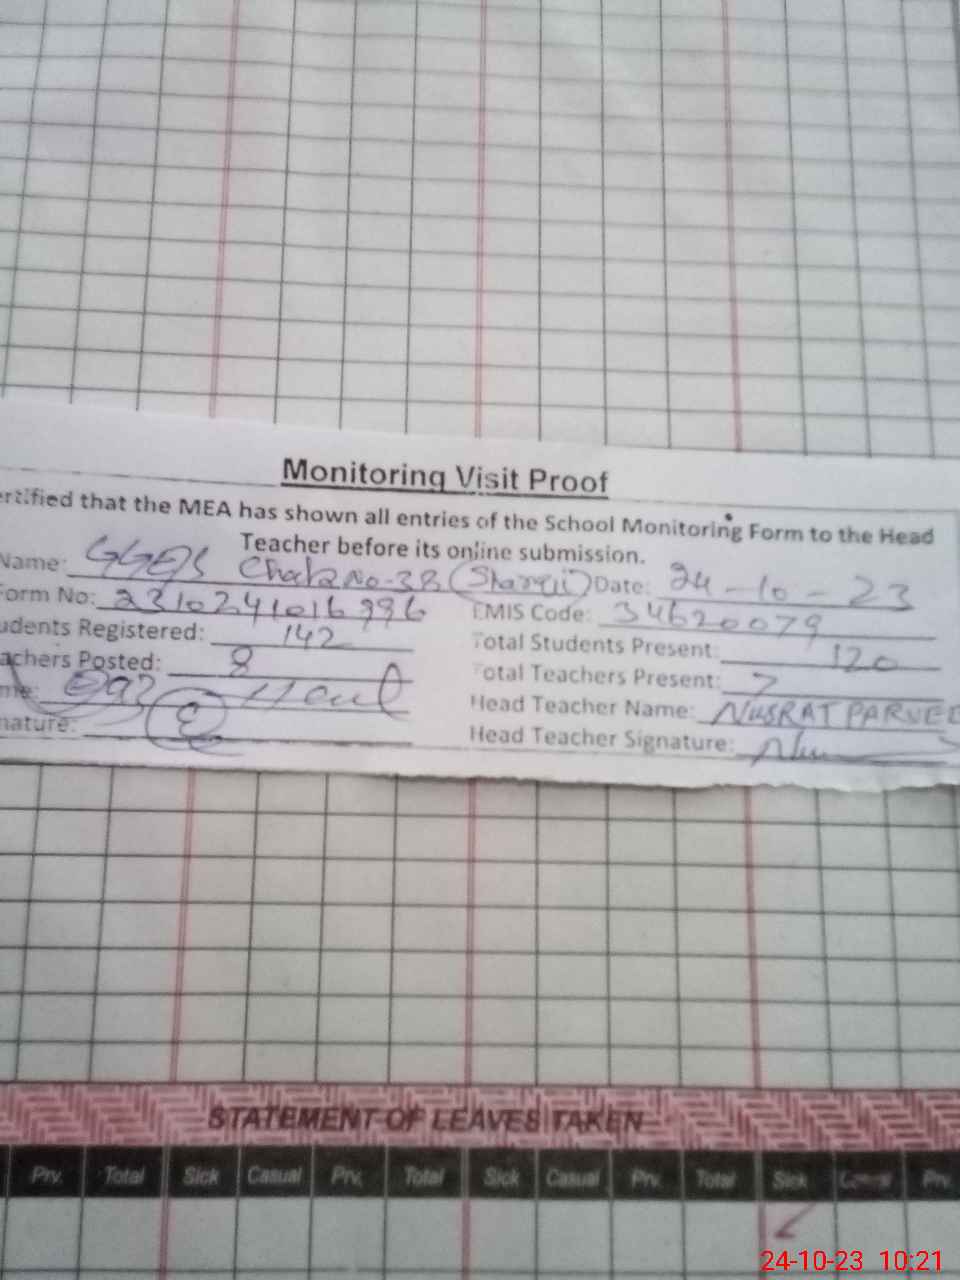 Monitoring Visit Proof
ertified that the MEA has shown all entries of the School Monitoring Form to the Head
Teacher before its online submission.
Name: GGES Chak No-38 (Sharqii) Date: 24-10-23
Form No: 2310241016996 EMIS Code: 34620079
udents Registered: 142 Total Students Present: 120
achers Posted: 8 Total Teachers Present: 7
me: Head Teacher Name: NUSRAT PARVEE
nature: Head Teacher Signature:
STATEMENT OF LEAVES TAKEN
Prv. Total Sick Casual Prv. Total Sick Casual Prv. Total Sick Casual Prv.
24-10-23 10:21